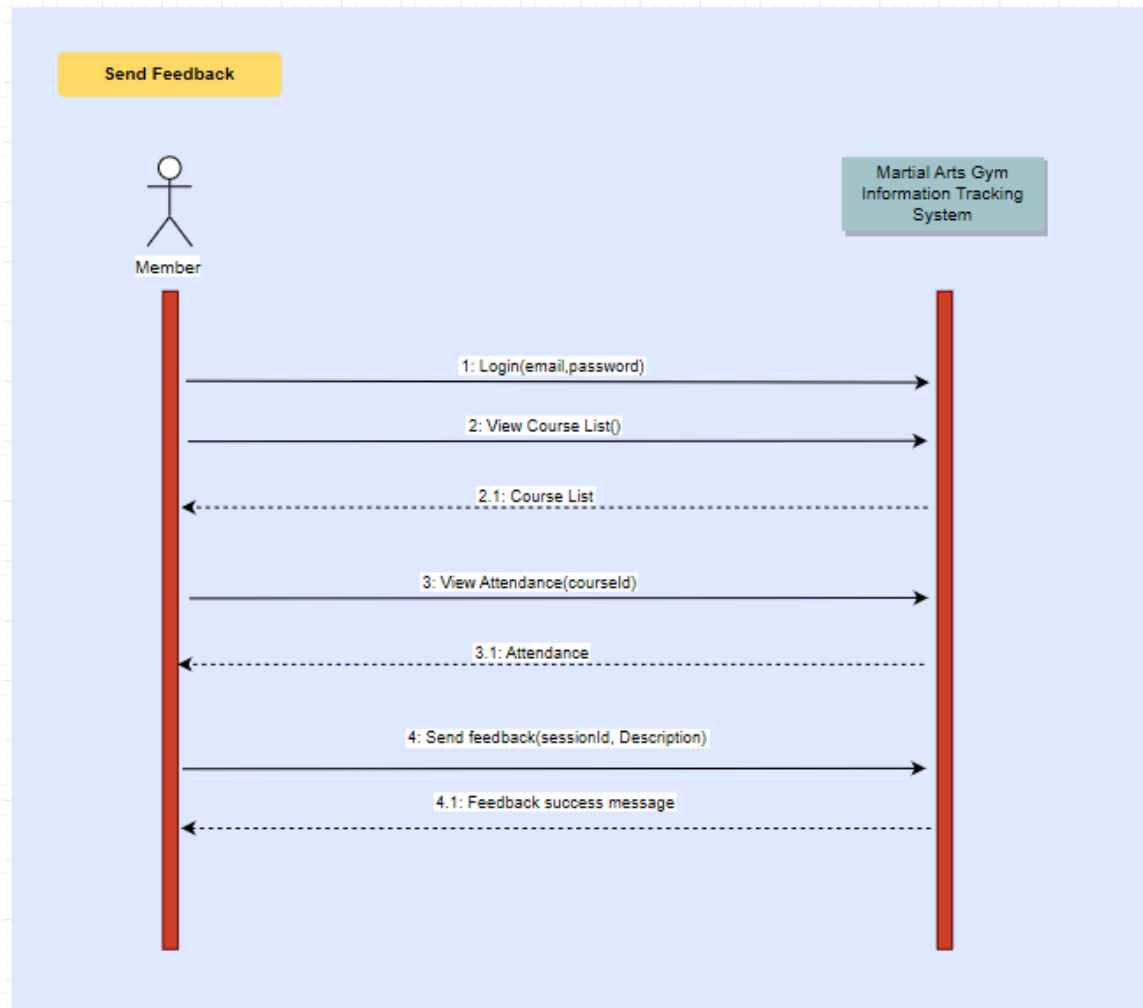 Send Feedback
Member
Martial Arts Gym
Information Tracking
System
1: Login(email,password)
2: View Course List()
2.1: Course List
3: View Attendance(courseId)
3.1: Attendance
4: Send feedback(sessionId, Description)
4.1: Feedback success message